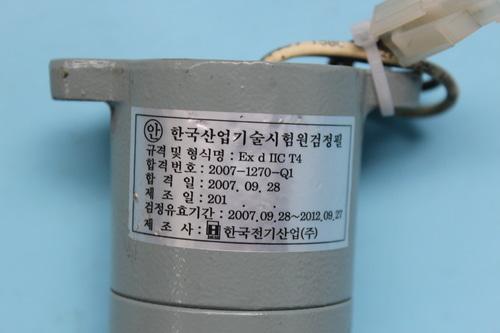 안 한국산업기술시험원검정필
규격 및 형식명 : Ex d IIC T4
합격번호 : 2007-1270-Q1
합 격 일 : 2007. 09. 28
제 조 일 : 201 . .
검정유효기간 : 2007.09.28~2012.09.27
제 조 사 : 한국전기산업(주)